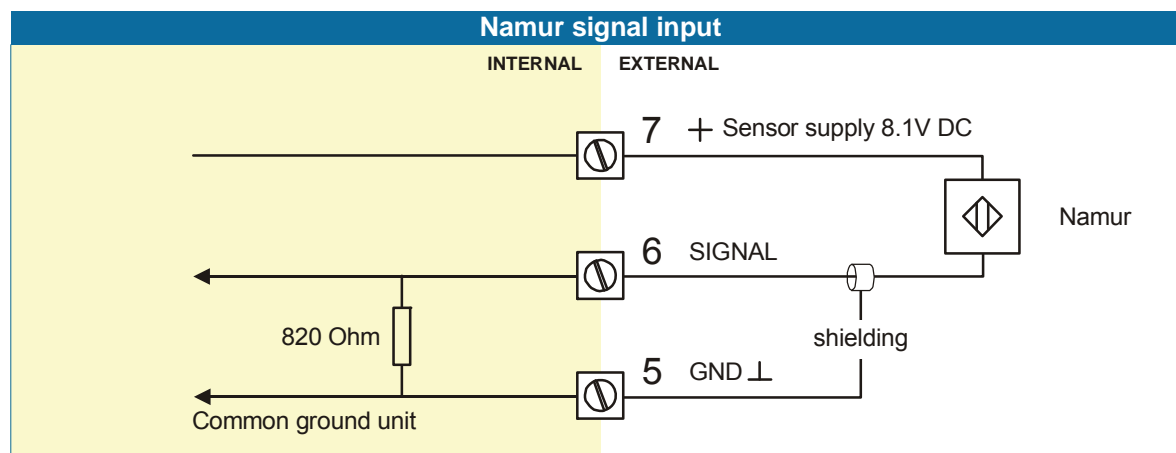 Namur signal input
INTERNAL EXTERNAL
7 + Sensor supply 8.1V DC
Namur
6 SIGNAL
820 Ohm
shielding
5 GND ⊥
Common ground unit